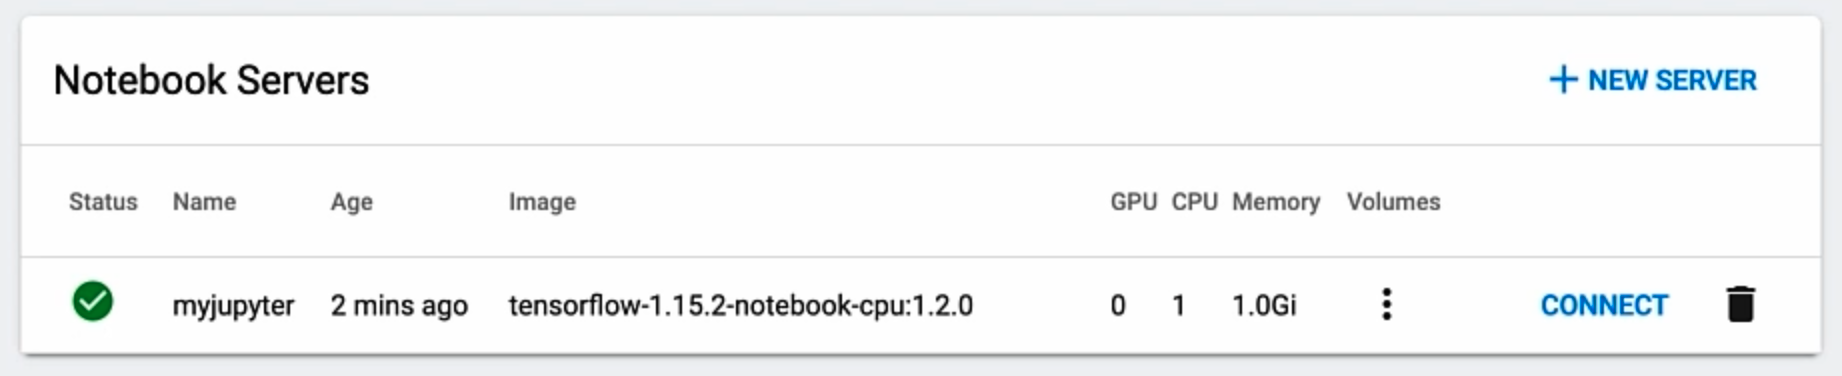 Notebook Servers
+ NEW SERVER
Status Name Age Image GPU CPU Memory Volumes
myjupyter 2 mins ago tensorflow-1.15.2-notebook-cpu:1.2.0 0 1 1.0Gi CONNECT